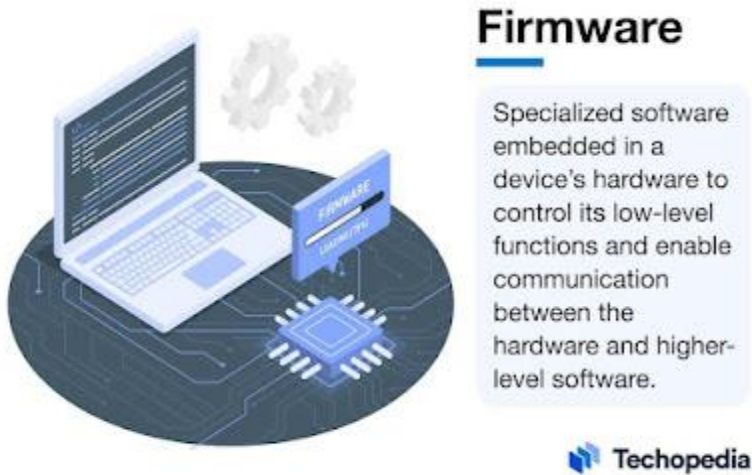 Firmware
Specialized software
embedded in a
device's hardware to
control its low-level
functions and enable
communication
between the
hardware and higher-
level software.
FIRMWARE
Techopedia